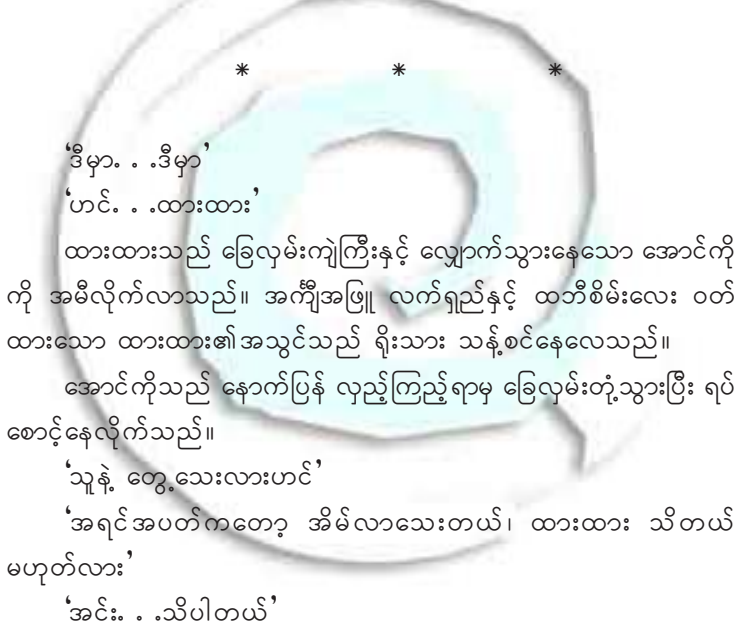 * * *
‘ဒီမှာ. . .ဒီမှာ’
‘ဟင်. . .ထားထား’
ထားထားသည် ခြေလှမ်းကျဲကြီးနှင့် လျှောက်သွားနေသော အောင်ကို
ကို အမီလိုက်လာသည်။ အင်္ကျီအဖြူ လက်ရှည်နှင့် ထဘီစိမ်းလေး ဝတ်
ထားသော ထားထား၏အသွင်သည် ရိုးသား သန့်စင်နေလေသည်။
အောင်ကိုသည် နောက်ပြန် လှည့်ကြည့်ရာမှ ခြေလှမ်းတုံ့သွားပြီး ရပ်
စောင့်နေလိုက်သည်။
‘သူနဲ့ တွေ့သေးလားဟင်’
‘အရင်အပတ်ကတော့ အိမ်လာသေးတယ်၊ ထားထား သိတယ်
မဟုတ်လား’
‘အင်း. . .သိပါတယ်’